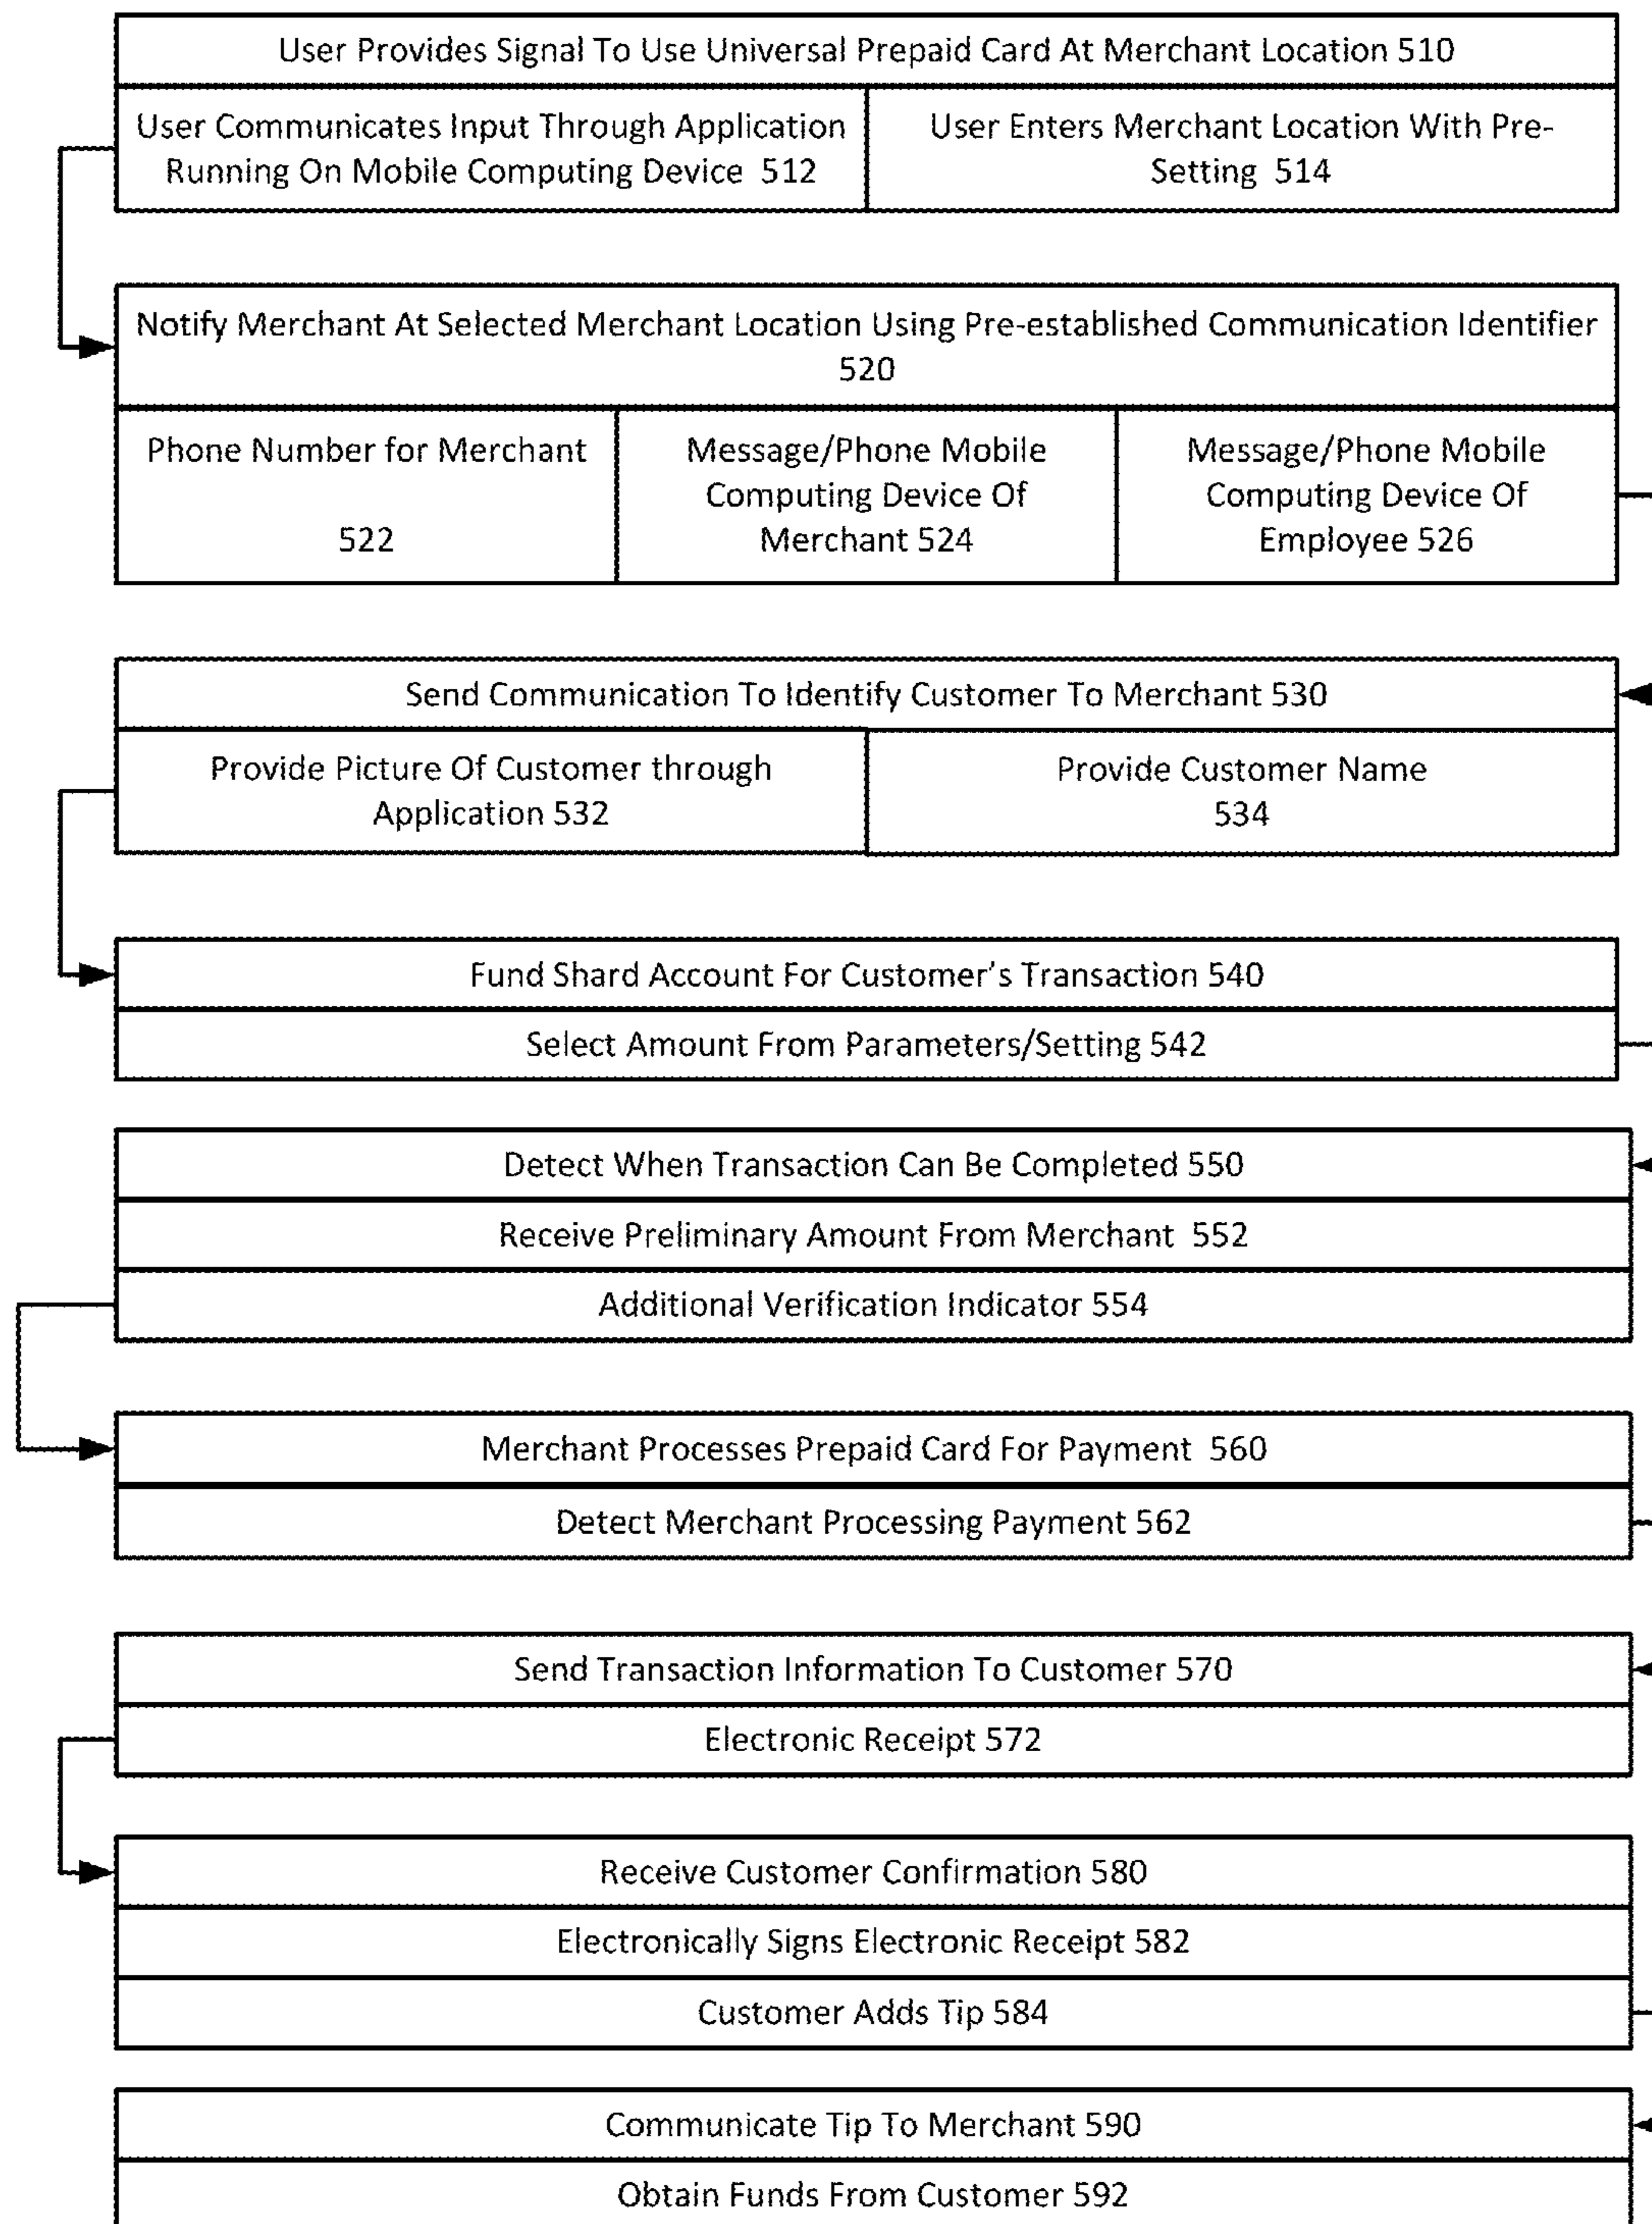 User Provides Signal To Use Universal Prepaid Card At Merchant Location 510
User Communicates Input Through Application
Running On Mobile Computing Device 512
User Enters Merchant Location With Pre-
Setting 514
Notify Merchant At Selected Merchant Location Using Pre-established Communication Identifier
520
Phone Number for Merchant
522
Message/Phone Mobile
Computing Device Of
Merchant 524
Message/Phone Mobile
Computing Device Of
Employee 526
Send Communication To Identify Customer To Merchant 530
Provide Picture Of Customer through
Application 532
Provide Customer Name
534
Fund Shard Account For Customer's Transaction 540
Select Amount From Parameters/Setting 542
Detect When Transaction Can Be Completed 550
Receive Preliminary Amount From Merchant 552
Additional Verification Indicator 554
Merchant Processes Prepaid Card For Payment 560
Detect Merchant Processing Payment 562
Send Transaction Information To Customer 570
Electronic Receipt 572
Receive Customer Confirmation 580
Electronically Signs Electronic Receipt 582
Customer Adds Tip 584
Communicate Tip To Merchant 590
Obtain Funds From Customer 592